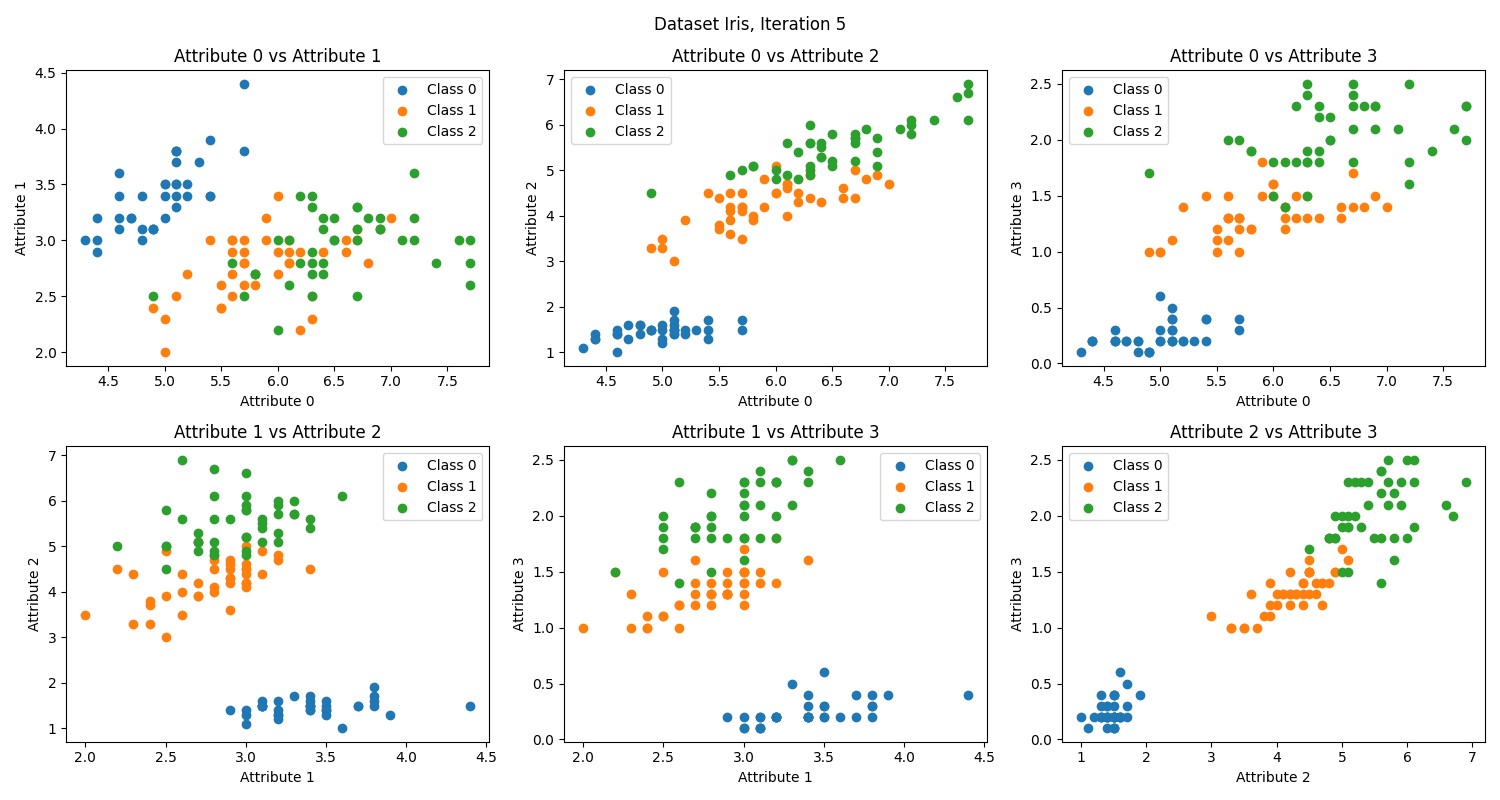 Dataset Iris, Iteration 5
Attribute 0 vs Attribute 1
4.5
4.0
3.5
3.0
2.5
2.0
Attribute 1
4.5 5.0 5.5 6.0 6.5 7.0 7.5
Attribute 0
Class 0
Class 1
Class 2
Attribute 0 vs Attribute 2
7
6
5
4
3
2
1
Attribute 2
4.5 5.0 5.5 6.0 6.5 7.0 7.5
Attribute 0
Class 0
Class 1
Class 2
Attribute 0 vs Attribute 3
2.5
2.0
1.5
1.0
0.5
0.0
Attribute 3
4.5 5.0 5.5 6.0 6.5 7.0 7.5
Attribute 0
Class 0
Class 1
Class 2
Attribute 1 vs Attribute 2
7
6
5
4
3
2
1
Attribute 2
2.0 2.5 3.0 3.5 4.0 4.5
Attribute 1
Class 0
Class 1
Class 2
Attribute 1 vs Attribute 3
2.5
2.0
1.5
1.0
0.5
0.0
Attribute 3
2.0 2.5 3.0 3.5 4.0 4.5
Attribute 1
Class 0
Class 1
Class 2
Attribute 2 vs Attribute 3
2.5
2.0
1.5
1.0
0.5
0.0
Attribute 3
1 2 3 4 5 6 7
Attribute 2
Class 0
Class 1
Class 2